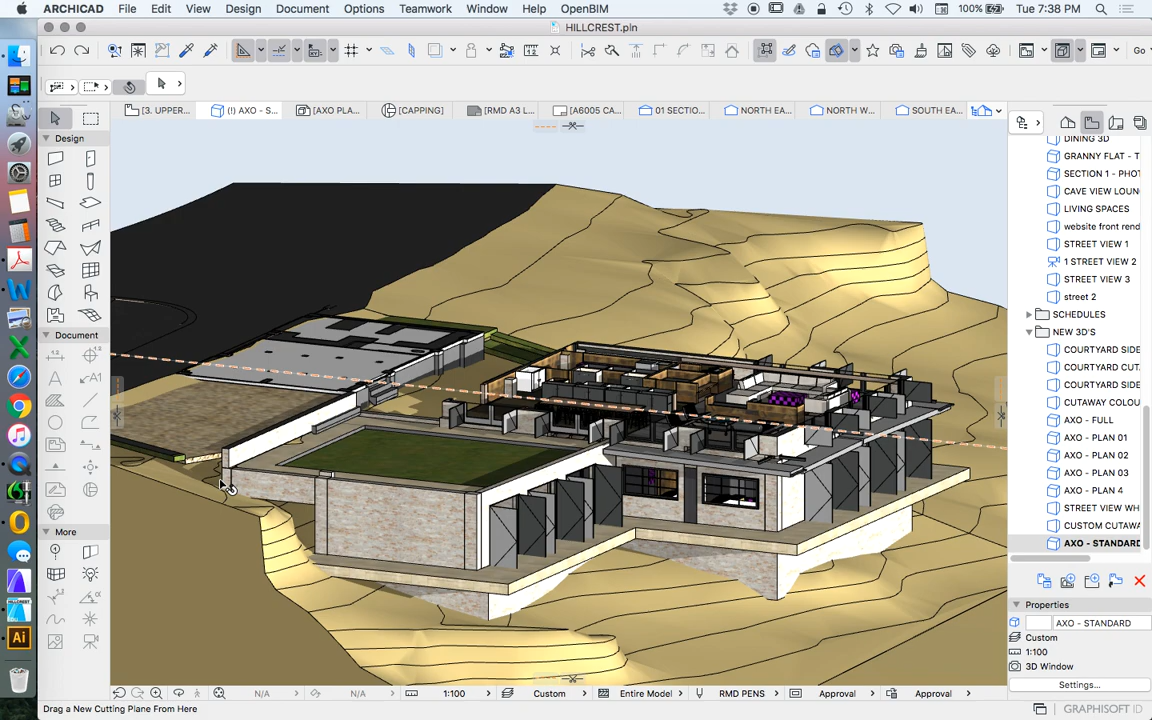 ARCHICAD File Edit View Design Document Options Teamwork Window Help OpenBIM 100% Tue 7:38 PM
HILLCREST.pln
Go
[3. UPPER... (!) AXO - S... [AXO PLA... [CAPPING] [RMD A3 L... [A6005 CA... 01 SECTIO... NORTH EA... NORTH W... SOUTH EA...
Design
Document
More
DINING 3D
GRANNY FLAT - T
SECTION 1 - PHOT
CAVE VIEW LOUN
LIVING SPACES
website front rend
STREET VIEW 1
1 STREET VIEW 2
STREET VIEW 3
street 2
SCHEDULES
NEW 3D'S
COURTYARD SIDE
COURTYARD CUT
COURTYARD SIDE
CUTAWAY COLOU
AXO - FULL
AXO - PLAN 01
AXO - PLAN 02
AXO - PLAN 03
AXO - PLAN 4
STREET VIEW WH
CUSTOM CUTAWA
AXO - STANDARD
Properties
AXO - STANDARD
Custom
1:100
3D Window
Settings...
N/A N/A 1:100 Custom Entire Model RMD PENS Approval Approval
Drag a New Cutting Plane From Here
GRAPHISOFT ID